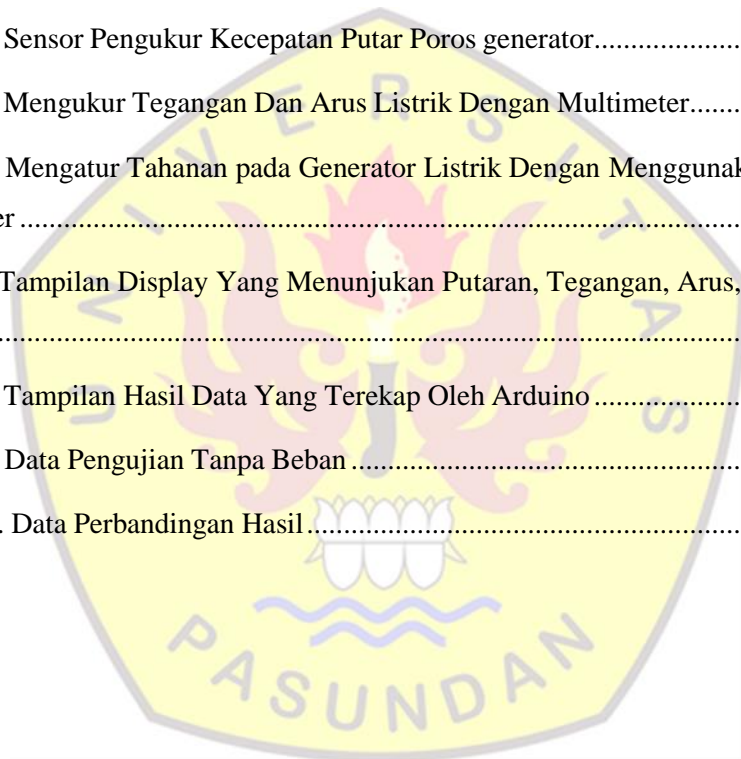 Sensor Pengukur Kecepatan Putar Poros generator....................
Mengukur Tegangan Dan Arus Listrik Dengan Multimeter.......
Mengatur Tahanan pada Generator Listrik Dengan Menggunak
er ..........................................................................................................
Tampilan Display Yang Menunjukan Putaran, Tegangan, Arus,
..............................................................................................................
Tampilan Hasil Data Yang Terekap Oleh Arduino ....................
Data Pengujian Tanpa Beban ........................................................
. Data Perbandingan Hasil ..............................................................
UNIVERSITAS
PASUNDAN